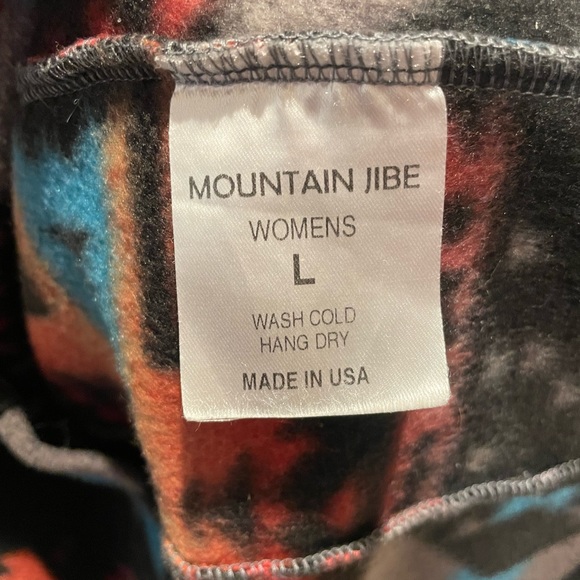 MOUNTAIN JIBE
WOMENS
L
WASH COLD
HANG DRY
MADE IN USA